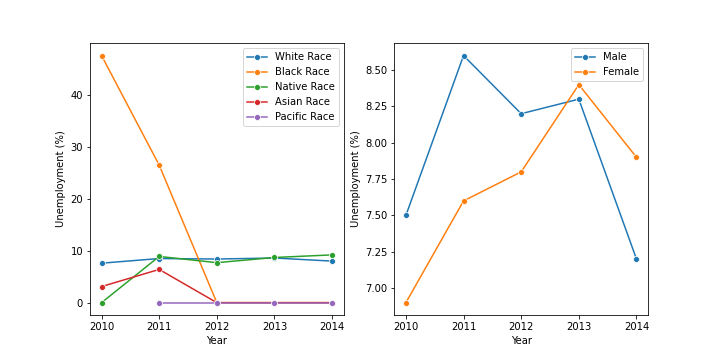 White Race
Black Race
Native Race
Asian Race
Pacific Race
Unemployment (%)
40
30
20
10
0
2010 2011 2012 2013 2014
Year
Male
Female
Unemployment (%)
8.50
8.25
8.00
7.75
7.50
7.25
7.00
2010 2011 2012 2013 2014
Year